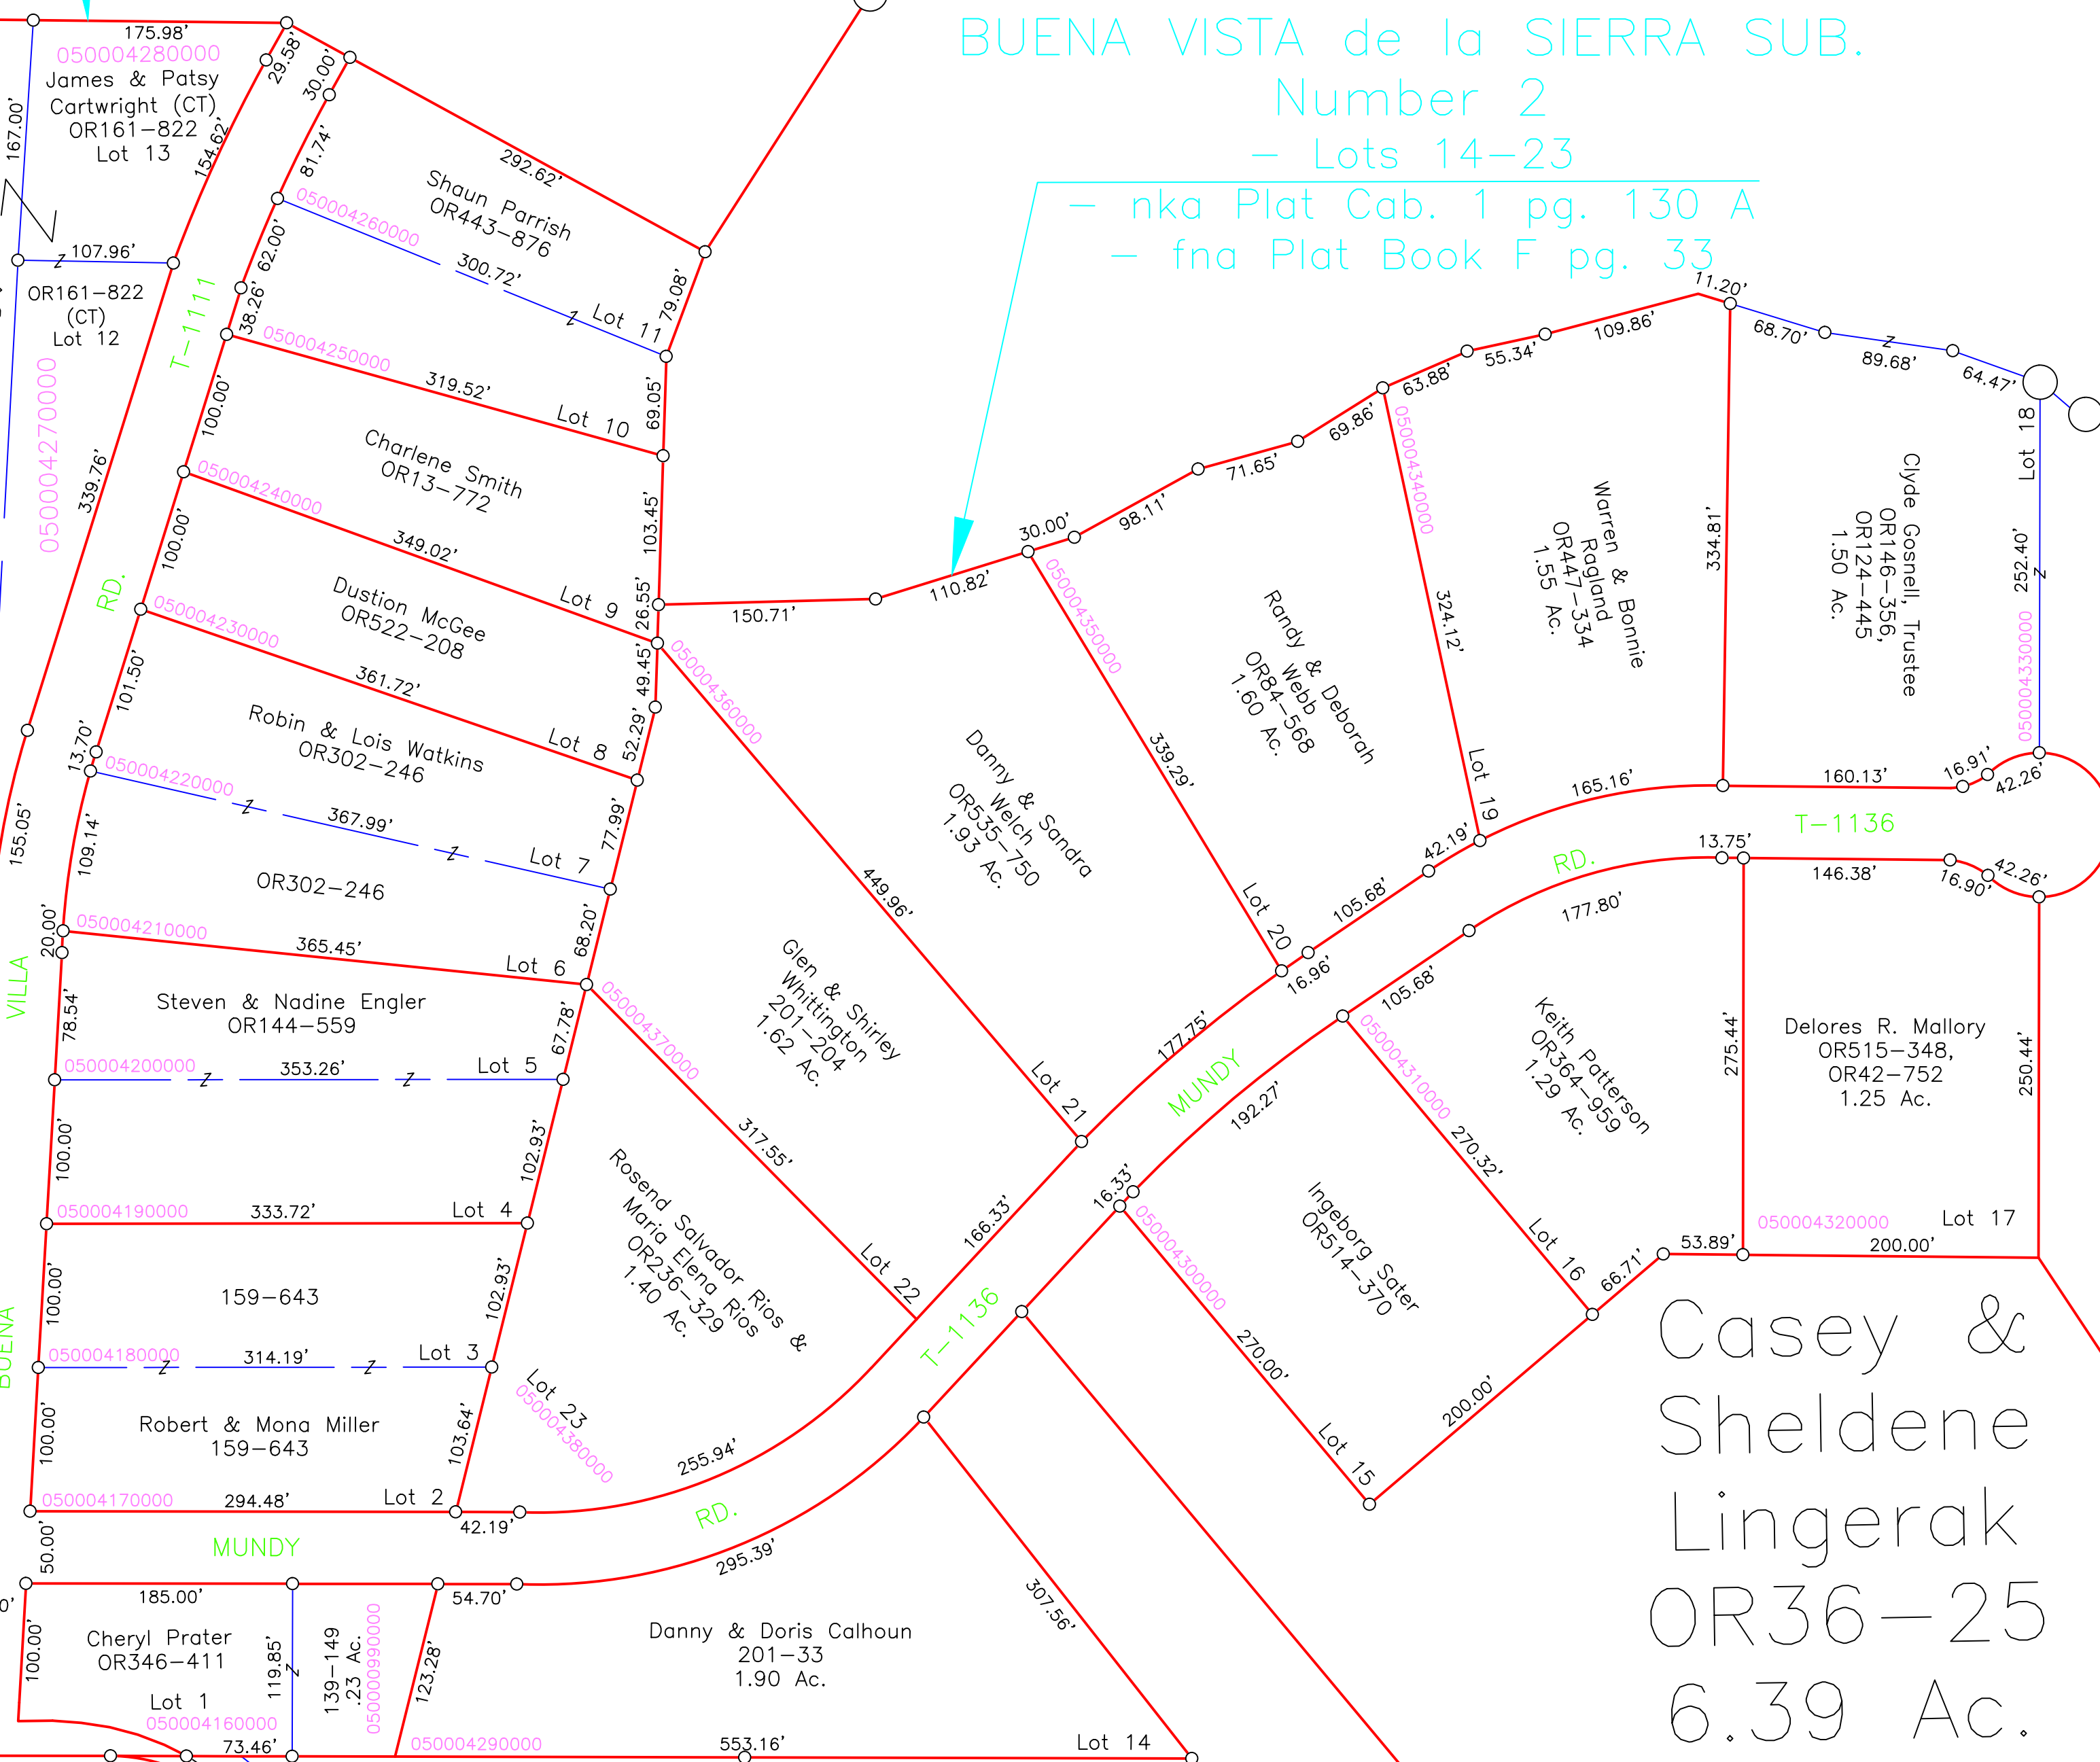 BUENA VISTA de la SIERRA SUB.
Number 2
- Lots 14-23
- nka Plat Cab. 1 pg. 130 A
- fna Plat Book F pg. 33
175.98'
050004280000
James & Patsy
Cartwright (CT)
OR161-822
Lot 13
167.00'
29.58'
154.62'
107.96'
OR161-822
(CT)
Lot 12
050004270000
339.76'
155.05'
T-1111
RD.
VILLA
BUENA
30.00'
81.74'
292.62'
Shaun Parrish
OR443-876
050004260000
62.00'
38.26'
300.72'
Lot 11
79.08'
050004250000
319.52'
Lot 10
69.05'
100.00'
Charlene Smith
OR13-772
103.45'
050004240000
349.02'
Lot 9
26.55'
100.00'
Dustion McGee
OR522-208
49.45'
050004230000
361.72'
Lot 8
52.29'
101.50'
13.70'
Robin & Lois Watkins
OR302-246
77.99'
050004220000
367.99'
Lot 7
109.14'
OR302-246
68.20'
20.00'
050004210000
365.45'
Lot 6
78.54'
Steven & Nadine Engler
OR144-559
67.78'
050004200000
353.26'
Lot 5
100.00'
102.93'
050004190000
333.72'
Lot 4
100.00'
159-643
102.93'
050004180000
314.19'
Lot 3
100.00'
Robert & Mona Miller
159-643
103.64'
050004170000
294.48'
Lot 2
42.19'
50.00'
MUNDY
0'
185.00'
54.70'
100.00'
Cheryl Prater
OR346-411
Lot 1
050004160000
73.46'
119.85'
139-149
.23 Ac.
050000990000
123.28'
Danny & Doris Calhoun
201-33
1.90 Ac.
050004290000
553.16'
Lot 14
307.56'
295.39'
RD.
255.94'
Lot 23
050004380000
Rosend Salvador Rios &
Maria Elena Rios
OR236-329
1.40 Ac.
050004370000
317.55'
Lot 22
166.33'
T-1136
Glen & Shirley
Whittington
201-204
1.62 Ac.
050004360000
449.96'
Lot 21
177.75'
MUNDY
150.71'
110.82'
30.00'
Danny & Sandra
Welch
OR535-750
1.93 Ac.
050004350000
339.29'
Lot 20
16.96'
98.11'
71.65'
69.86'
Randy & Deborah
Webb
OR84-568
1.60 Ac.
050004340000
324.12'
Lot 19
105.68'
42.19'
63.88'
55.34'
109.86'
11.20'
Warren & Bonnie
Ragland
OR447-334
1.55 Ac.
334.81'
165.16'
68.70'
89.68'
64.47'
Clyde Gosnell, Trustee
OR146-356,
OR124-445
1.50 Ac.
Lot 18
252.40'
050004330000
160.13'
16.91'
42.26'
T-1136
RD.
13.75'
146.38'
16.90'
42.26'
177.80'
105.68'
Keith Patterson
OR364-959
1.29 Ac.
275.44'
Delores R. Mallory
OR515-348,
OR42-752
1.25 Ac.
250.44'
050004320000
Lot 17
200.00'
53.89'
66.71'
050004310000
270.32'
Lot 16
192.27'
16.33'
Ingeborg Sater
OR514-370
050004300000
270.00'
Lot 15
200.00'
Casey &
Sheldene
Lingerak
OR36-25
6.39 Ac.